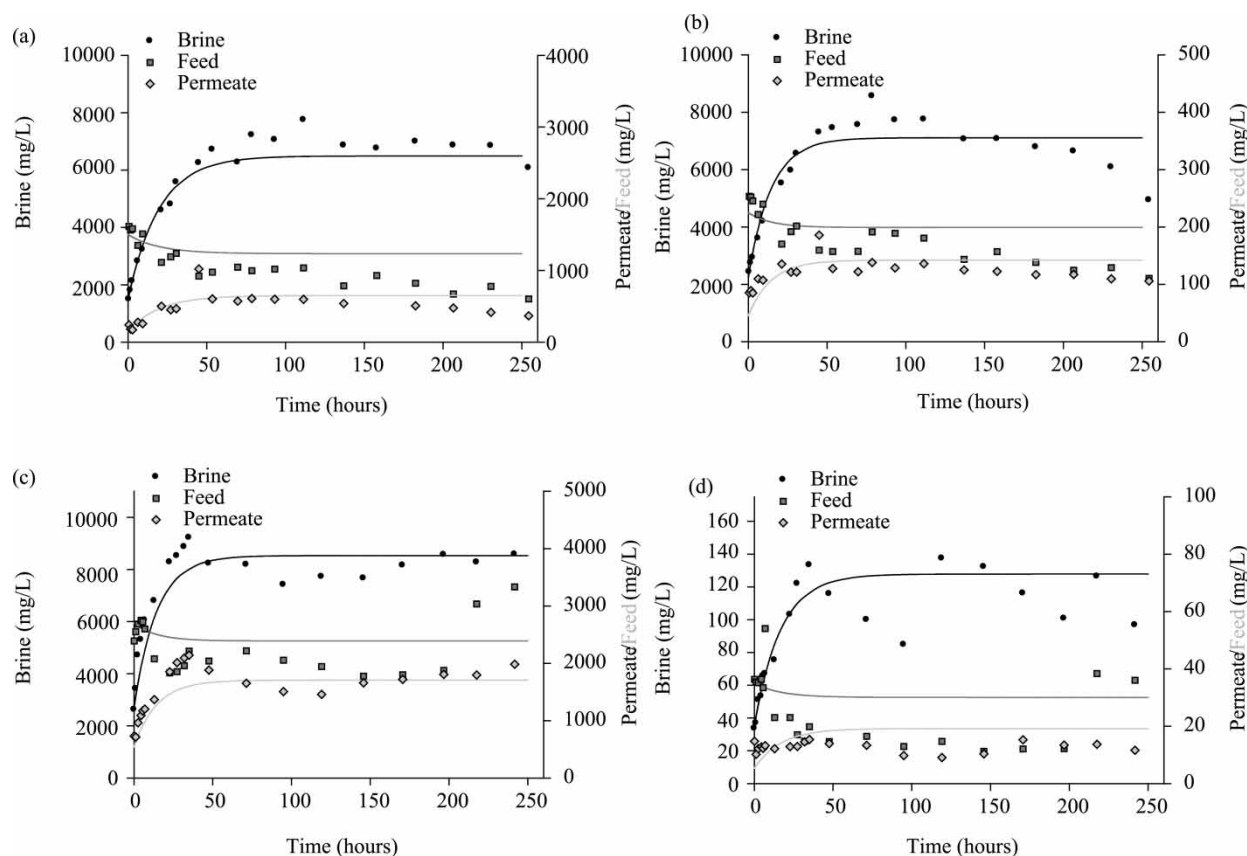 (a)
Brine
Feed
Permeate
10000
8000
6000
4000
2000
0
4000
3000
2000
1000
0
Brine (mg/L)
Permeate/Feed (mg/L)
0 50 100 150 200 250
Time (hours)
(b)
Brine
Feed
Permeate
10000
8000
6000
4000
2000
0
500
400
300
200
100
0
Brine (mg/L)
Permeate/Feed (mg/L)
0 50 100 150 200 250
Time (hours)
(c)
Brine
Feed
Permeate
10000
8000
6000
4000
2000
0
5000
4000
3000
2000
1000
0
Brine (mg/L)
Permeate/Feed (mg/L)
0 50 100 150 200 250
Time (hours)
(d)
Brine
Feed
Permeate
160
140
120
100
80
60
40
20
0
100
80
60
40
20
0
Brine (mg/L)
Permeate/Feed (mg/L)
0 50 100 150 200 250
Time (hours)